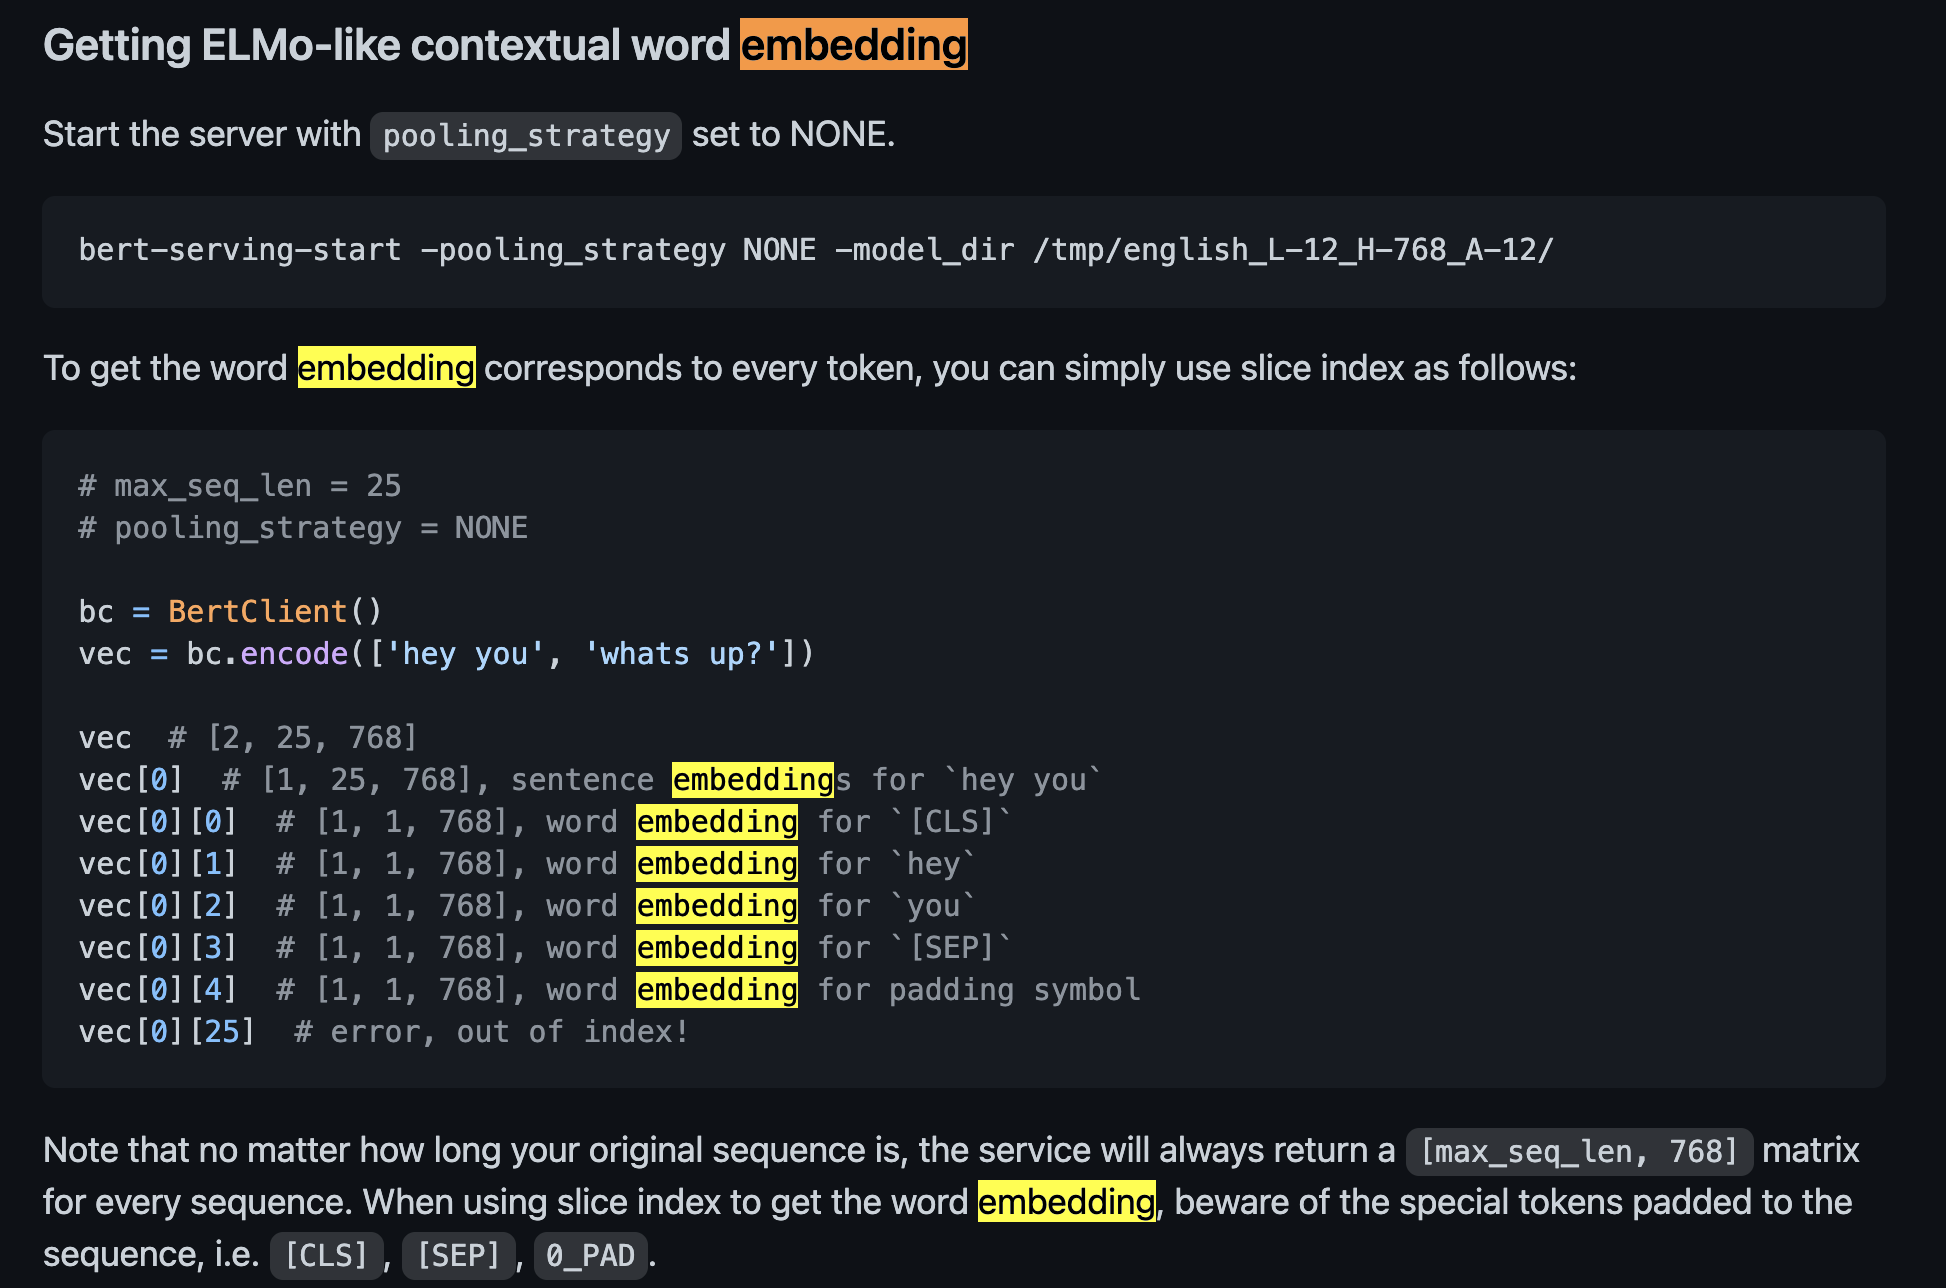 Getting ELMo-like contextual word embedding
Start the server with pooling_strategy set to NONE.
bert-serving-start -pooling_strategy NONE -model_dir /tmp/english_L-12_H-768_A-12/
To get the word embedding corresponds to every token, you can simply use slice index as follows:
# max_seq_len = 25
# pooling_strategy = NONE
bc = BertClient()
vec = bc.encode(['hey you', 'whats up?'])
vec  # [2, 25, 768]
vec[0]  # [1, 25, 768], sentence embeddings for `hey you`
vec[0][0]  # [1, 1, 768], word embedding for `[CLS]`
vec[0][1]  # [1, 1, 768], word embedding for `hey`
vec[0][2]  # [1, 1, 768], word embedding for `you`
vec[0][3]  # [1, 1, 768], word embedding for `[SEP]`
vec[0][4]  # [1, 1, 768], word embedding for padding symbol
vec[0][25]  # error, out of index!
Note that no matter how long your original sequence is, the service will always return a [max_seq_len, 768] matrix
for every sequence. When using slice index to get the word embedding, beware of the special tokens padded to the
sequence, i.e. [CLS], [SEP], 0_PAD.